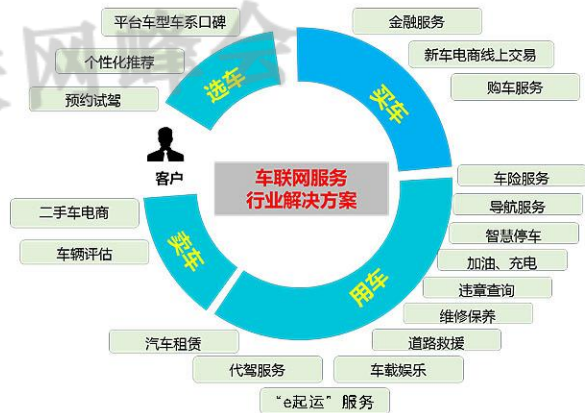 联网峰会
平台车型车系口碑
个性化推荐
预约试驾
选车
金融服务
新车电商线上交易
购车服务
买车
客户
车联网服务
行业解决方案
车险服务
导航服务
智慧停车
加油、充电
违章查询
维修保养
道路救援
车载娱乐
“e起运”服务
代驾服务
汽车租赁
用车
二手车电商
车辆评估
卖车